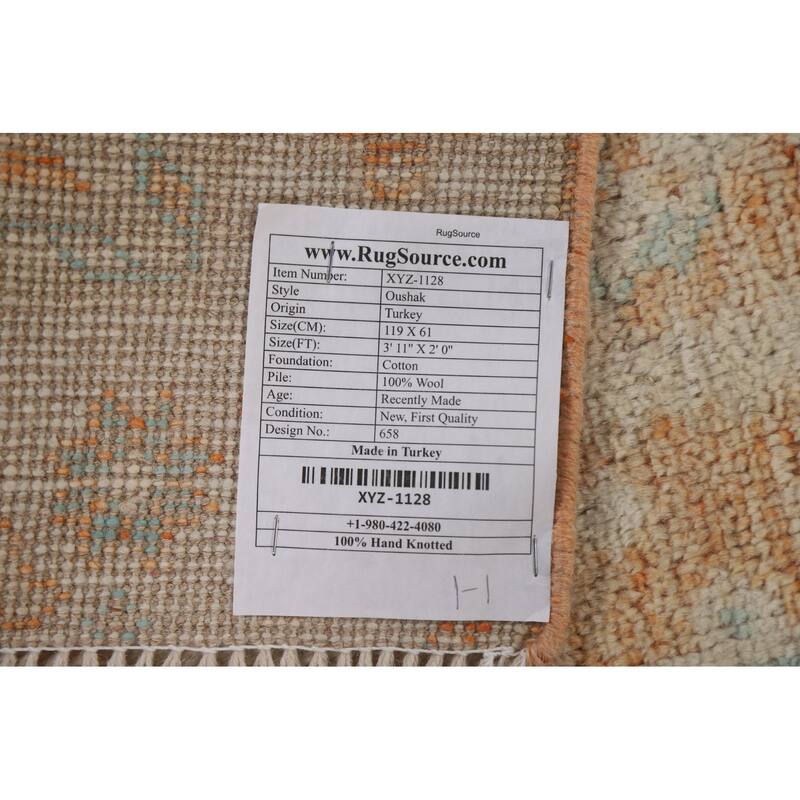 RugSource
www.RugSource.com
Item Number: XYZ-1128
Style Oushak
Origin Turkey
Size(CM): 119 X 61
Size(FT): 3' 11" X 2' 0"
Foundation: Cotton
Pile: 100% Wool
Age: Recently Made
Condition: New, First Quality
Design No.: 658
Made in Turkey
XYZ-1128
+1-980-422-4080
100% Hand Knotted
1-1